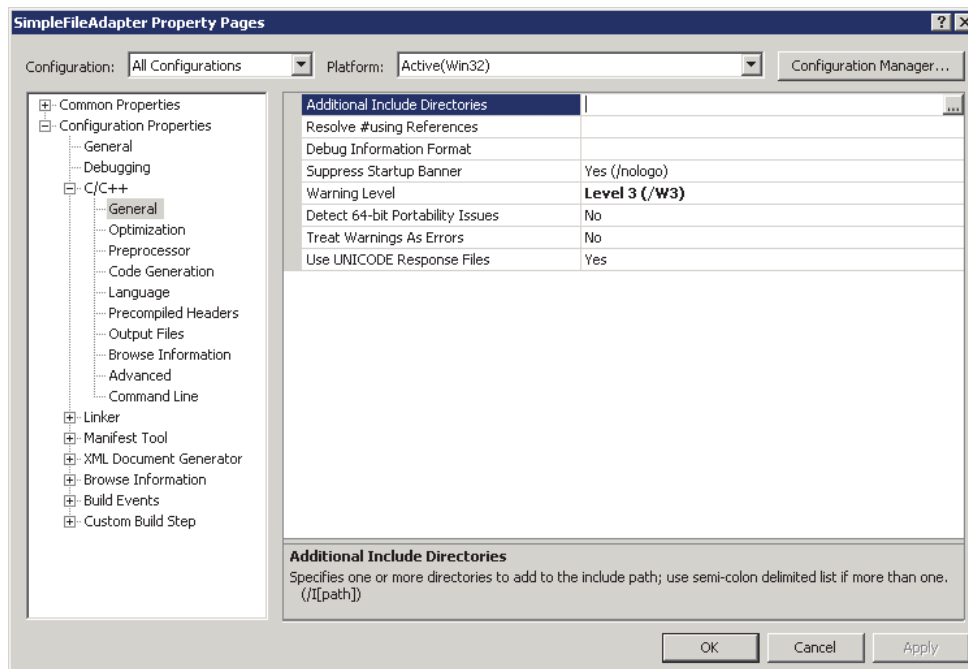 SimpleFileAdapter Property Pages
Configuration: All Configurations Platform: Active(Win32) Configuration Manager...
Common Properties
Configuration Properties
General
Debugging
C/C++
General
Optimization
Preprocessor
Code Generation
Language
Precompiled Headers
Output Files
Browse Information
Advanced
Command Line
Linker
Manifest Tool
XML Document Generator
Browse Information
Build Events
Custom Build Step
Additional Include Directories ...
Resolve #using References
Debug Information Format
Suppress Startup Banner Yes (/nologo)
Warning Level Level 3 (/W3)
Detect 64-bit Portability Issues No
Treat Warnings As Errors No
Use UNICODE Response Files Yes
Additional Include Directories
Specifies one or more directories to add to the include path; use semi-colon delimited list if more than one.
(/I[path])
OK Cancel Apply